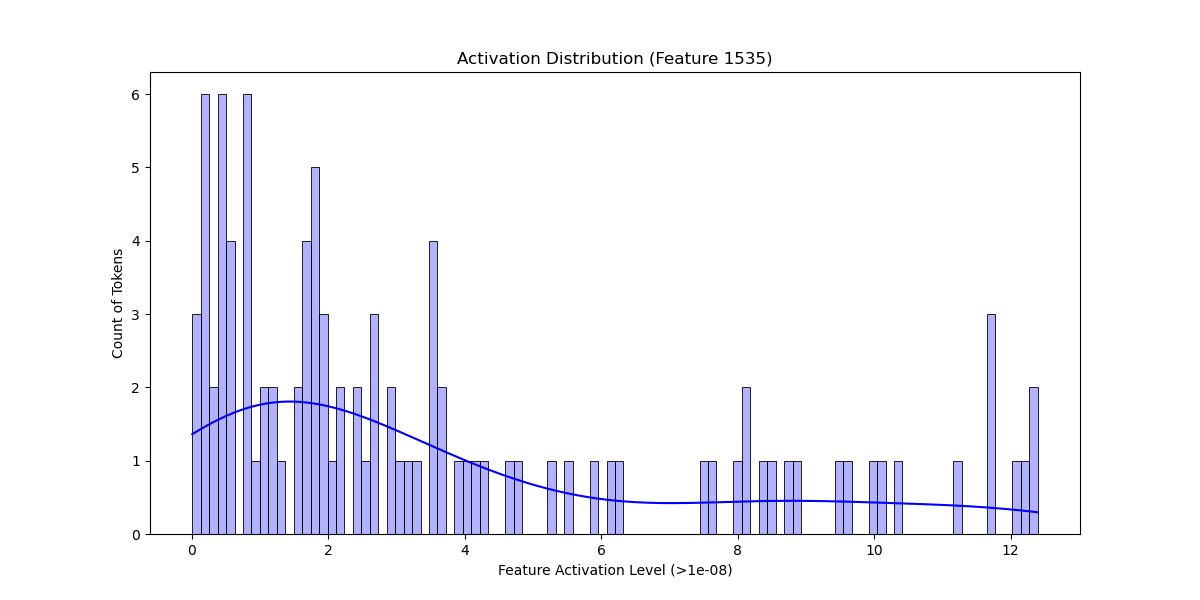 Activation Distribution (Feature 1535)
6
5
4
3
2
1
0
Count of Tokens
0 2 4 6 8 10 12
Feature Activation Level (>1e-08)